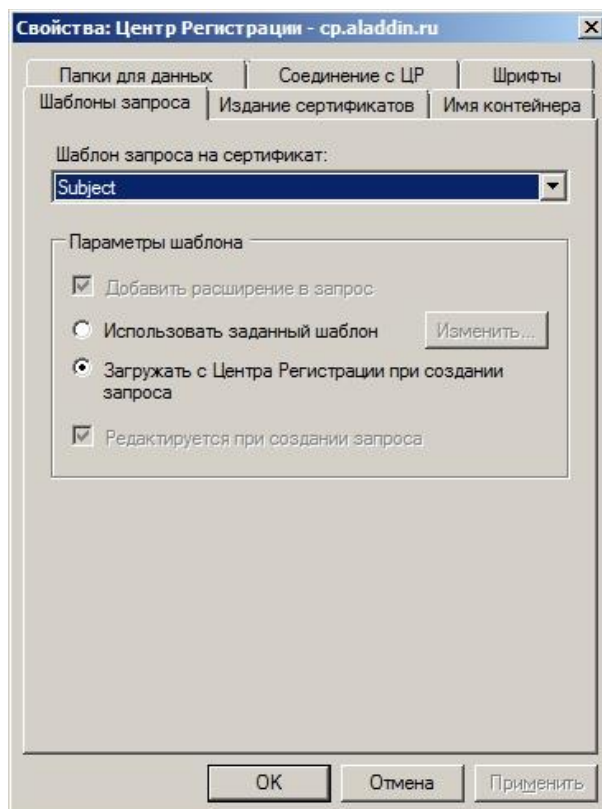 Свойства: Центр Регистрации - cp.aladdin.ru
Папки для данных Соединение с ЦР Шрифты
Шаблоны запроса Издание сертификатов Имя контейнера
Шаблон запроса на сертификат:
Subject
Параметры шаблона
Добавить расширение в запрос
Использовать заданный шаблон Изменить...
Загружать с Центра Регистрации при создании
запроса
Редактируется при создании запроса
OK Отмена Применить